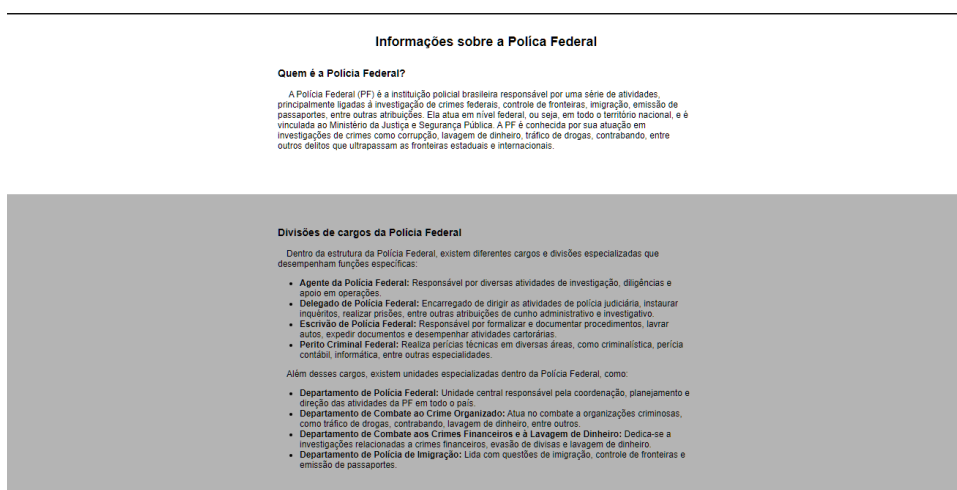 Informações sobre a Políca Federal
Quem é a Polícia Federal?
A Polícia Federal (PF) é a instituição policial brasileira responsável por uma série de atividades,
principalmente ligadas à investigação de crimes federais, controle de fronteiras, imigração, emissão de
passaportes, entre outras atribuições. Ela atua em nível federal, ou seja, em todo o território nacional, e é
vinculada ao Ministério da Justiça e Segurança Pública. A PF é conhecida por sua atuação em
investigações de crimes como corrupção, lavagem de dinheiro, tráfico de drogas, contrabando, entre
outros delitos que ultrapassam as fronteiras estaduais e internacionais.
Divisões de cargos da Polícia Federal
Dentro da estrutura da Polícia Federal, existem diferentes cargos e divisões especializadas que
desempenham funções específicas:
• Agente da Polícia Federal: Responsável por diversas atividades de investigação, diligências e
apoio em operações.
• Delegado de Polícia Federal: Encarregado de dirigir as atividades de polícia judiciária, instaurar
inquéritos, realizar prisões, entre outras atribuições de cunho administrativo e investigativo.
• Escrivão de Polícia Federal: Responsável por formalizar e documentar procedimentos, lavrar
autos, expedir documentos e desempenhar atividades cartorárias.
• Perito Criminal Federal: Realiza perícias técnicas em diversas áreas, como criminalística, perícia
contábil, informática, entre outras especialidades.
Além desses cargos, existem unidades especializadas dentro da Polícia Federal, como:
• Departamento de Polícia Federal: Unidade central responsável pela coordenação, planejamento e
direção das atividades da PF em todo o país.
• Departamento de Combate ao Crime Organizado: Atua no combate a organizações criminosas,
como tráfico de drogas, contrabando, lavagem de dinheiro, entre outros.
• Departamento de Combate aos Crimes Financeiros e à Lavagem de Dinheiro: Dedica-se a
investigações relacionadas a crimes financeiros, evasão de divisas e lavagem de dinheiro.
• Departamento de Polícia de Imigração: Lida com questões de imigração, controle de fronteiras e
emissão de passaportes.